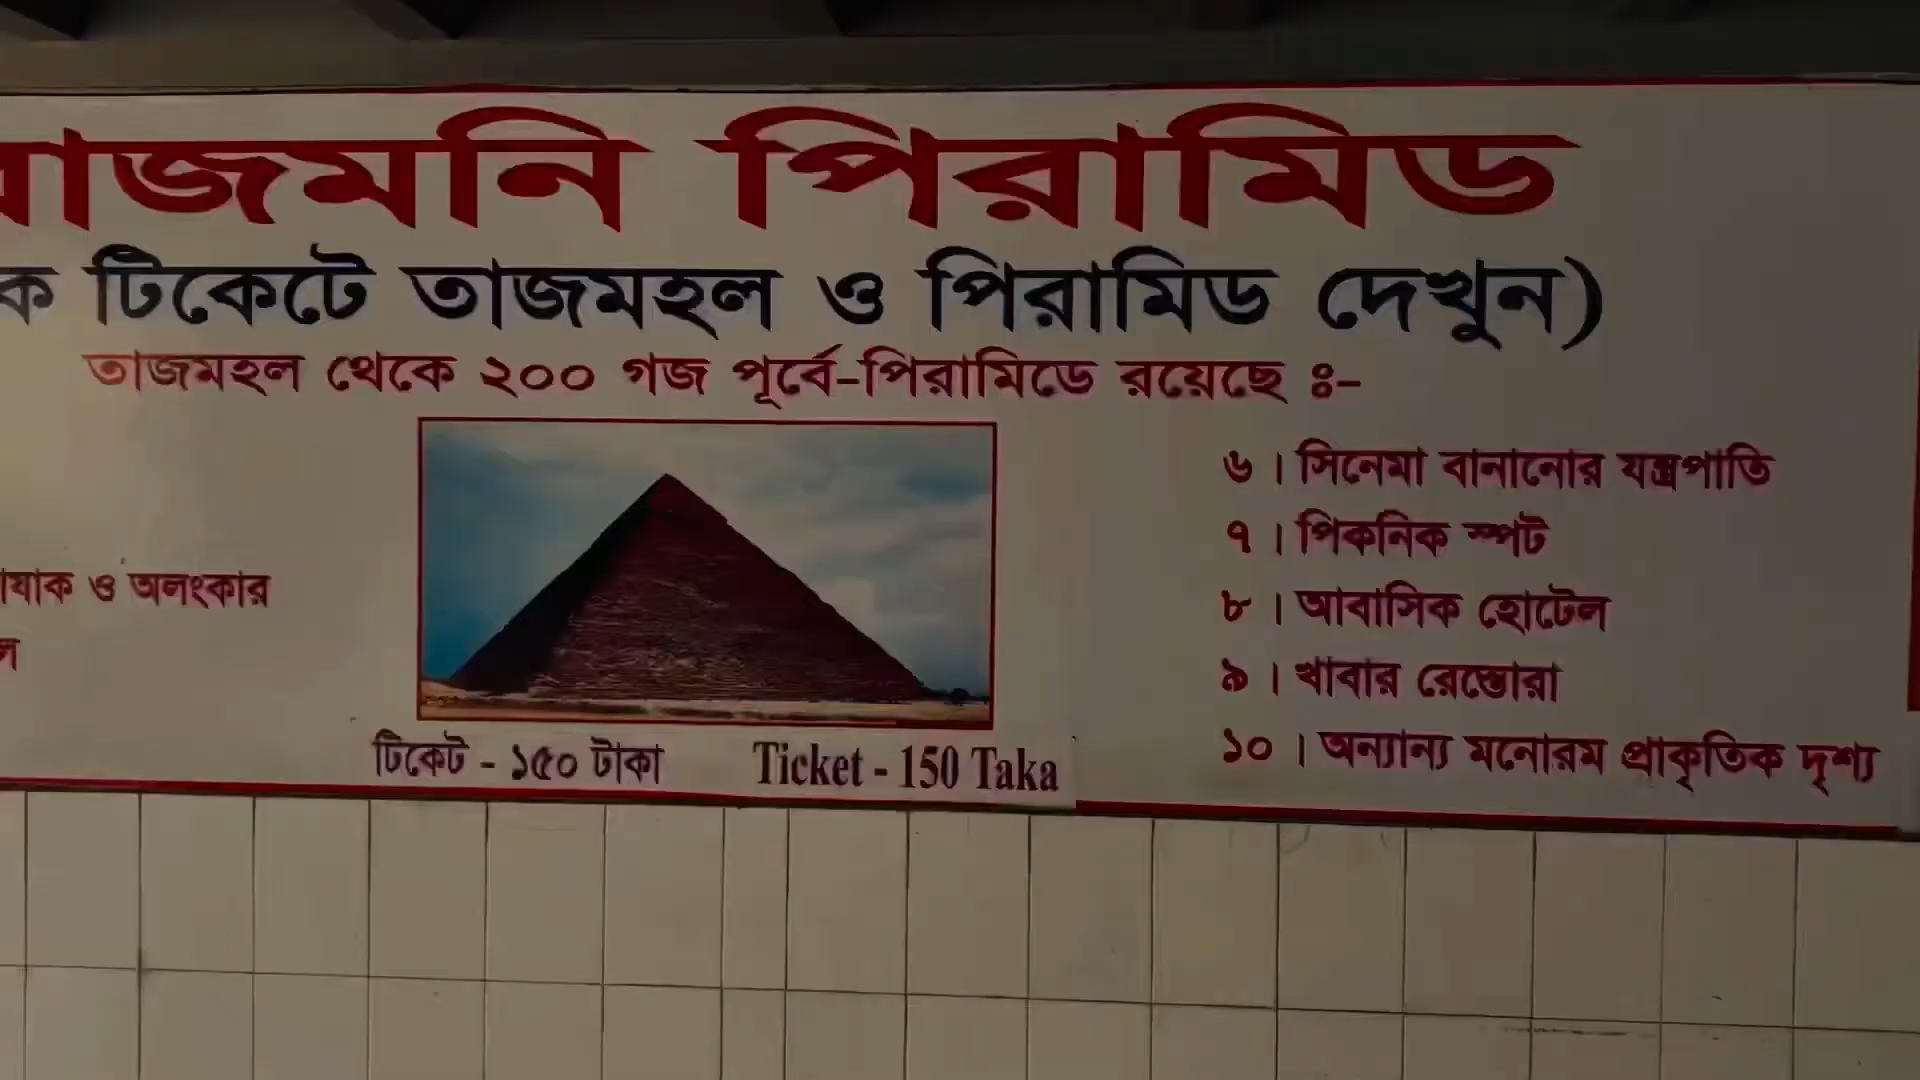 রাজমনি পিরামিড
টিকেটে তাজমহল ও পিরামিড দেখুন)
তাজমহল থেকে ২০০ গজ পূর্বে-পিরামিডে রয়েছে ঃ-
ও অলংকার
৬ । সিনেমা বানানোর যন্ত্রপাতি
৭ । পিকনিক স্পট
৮ । আবাসিক হোটেল
৯ । খাবার রেস্তোরা
১০ । অন্যান্য মনোরম প্রাকৃতিক দৃশ্য
টিকেট - ১৫০ টাকা Ticket - 150 Taka